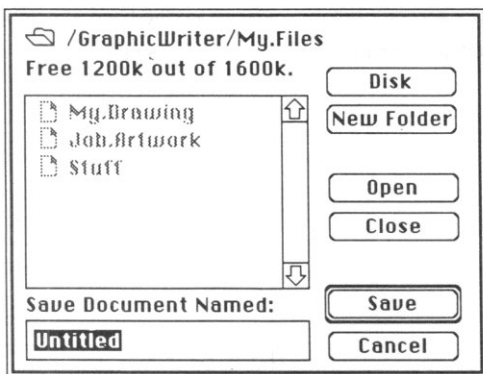 /GraphicWriter/My.Files
Free 1200k out of 1600k.
My.Drawing
Job.Artwork
Stuff
Disk
New Folder
Open
Close
Save Document Named:
Untitled
Save
Cancel